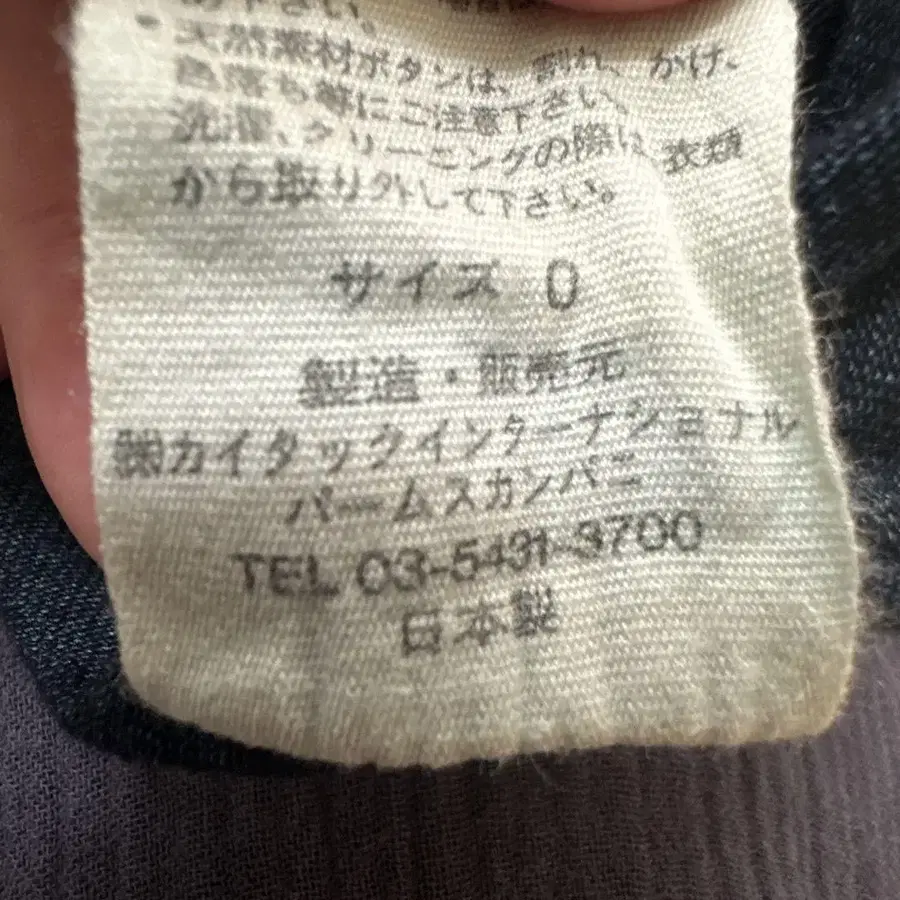 下さい。
・天然素材ボタンは、割れ、かけ、
色落ち等にご注意下さい。
洗濯、クリーニングの際は、衣類
から取り外して下さい。
サイズ 0
製造・販売元
㈱カイタックインターナショナル
パームスカンパニー
TEL 03-5431-3700
日本製